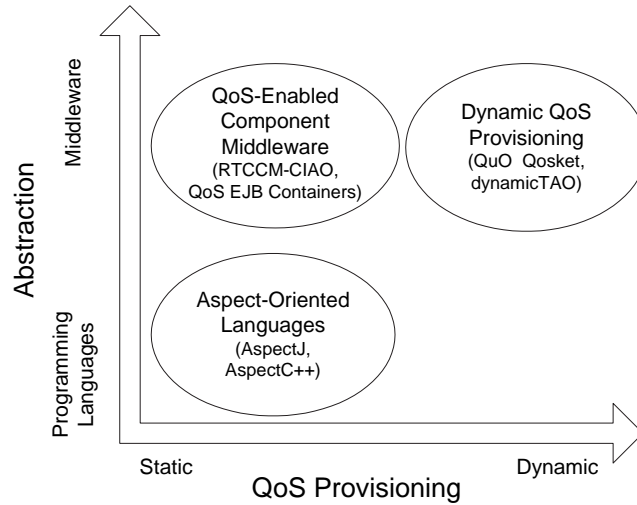 Abstraction
Middleware
Programming
Languages
QoS-Enabled
Component
Middleware
(RTCCM-CIAO,
QoS EJB Containers)
Dynamic QoS
Provisioning
(QuO Qosket,
dynamicTAO)
Aspect-Oriented
Languages
(AspectJ,
AspectC++)
Static
Dynamic
QoS Provisioning